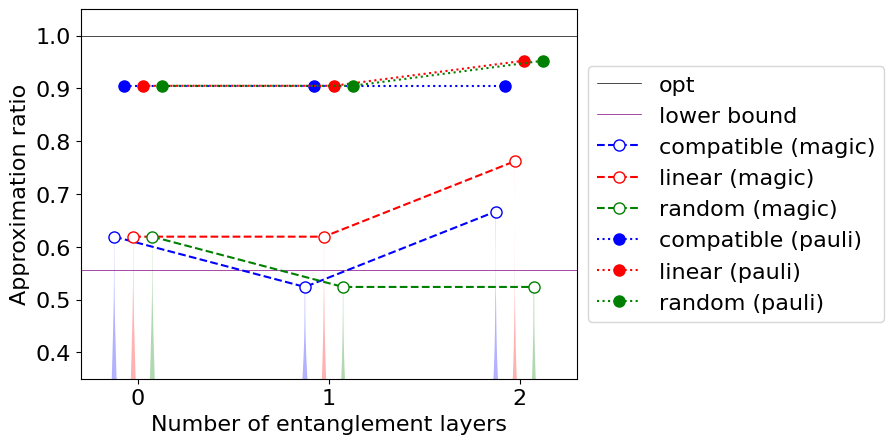 Approximation ratio
1.0
0.9
0.8
0.7
0.6
0.5
0.4
0
1
2
Number of entanglement layers
opt
lower bound
compatible (magic)
linear (magic)
random (magic)
compatible (pauli)
linear (pauli)
random (pauli)